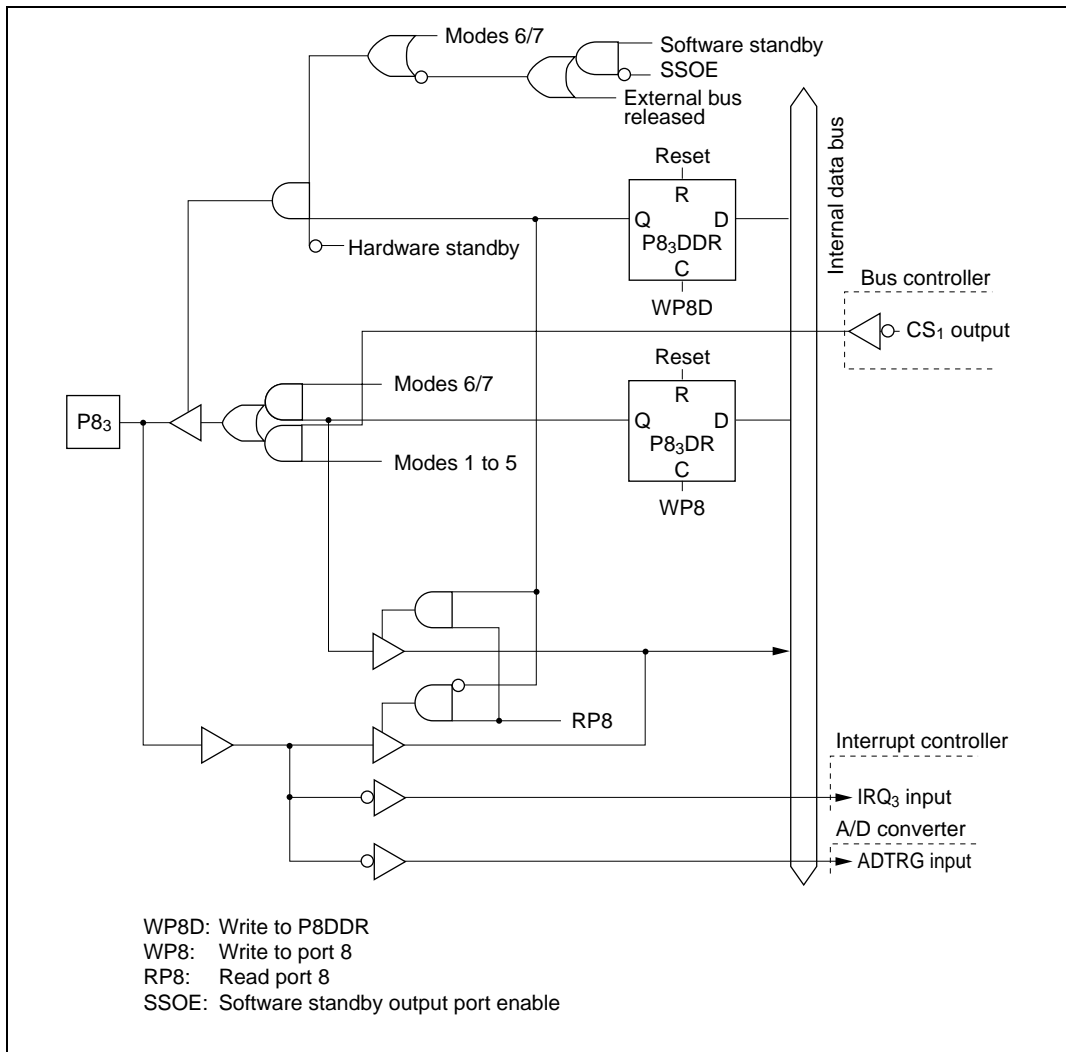 Modes 6/7
Software standby
SSOE
External bus
released
Internal data bus
Reset
R
Q
D
P8₃DDR
C
WP8D
Hardware standby
Bus controller
CS₁ output
Reset
R
Q
D
P8₃DR
C
WP8
Modes 6/7
P8₃
Modes 1 to 5
RP8
Interrupt controller
IRQ₃ input
A/D converter
ADTRG input
WP8D: Write to P8DDR
WP8: Write to port 8
RP8: Read port 8
SSOE: Software standby output port enable